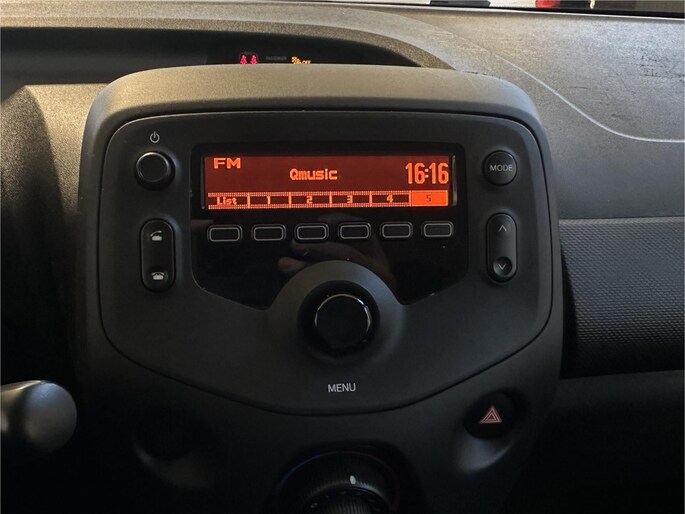 FM
Qmusic
16:16
MODE
List 1 2 3 4 5
MENU